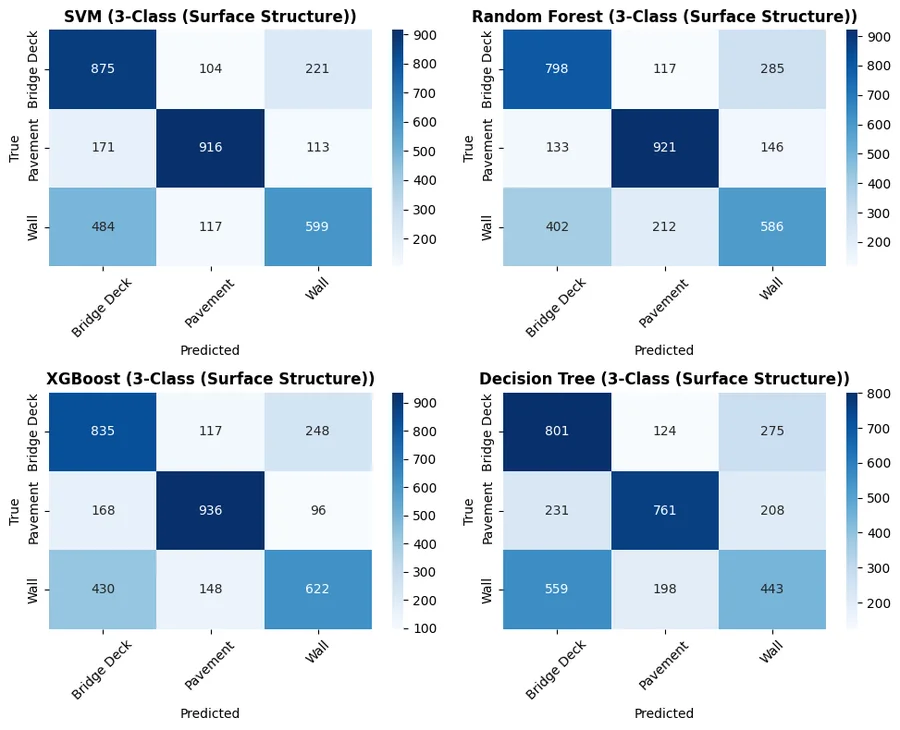 SVM (3-Class (Surface Structure))
Bridge Deck
Pavement
Wall
True
875 104 221
171 916 113
484 117 599
900
800
700
600
500
400
300
200
Bridge Deck Pavement Wall
Predicted
Random Forest (3-Class (Surface Structure))
Bridge Deck
Pavement
Wall
True
798 117 285
133 921 146
402 212 586
900
800
700
600
500
400
300
200
Bridge Deck Pavement Wall
Predicted
XGBoost (3-Class (Surface Structure))
Bridge Deck
Pavement
Wall
True
835 117 248
168 936 96
430 148 622
900
800
700
600
500
400
300
200
100
Bridge Deck Pavement Wall
Predicted
Decision Tree (3-Class (Surface Structure))
Bridge Deck
Pavement
Wall
True
801 124 275
231 761 208
559 198 443
800
700
600
500
400
300
200
Bridge Deck Pavement Wall
Predicted